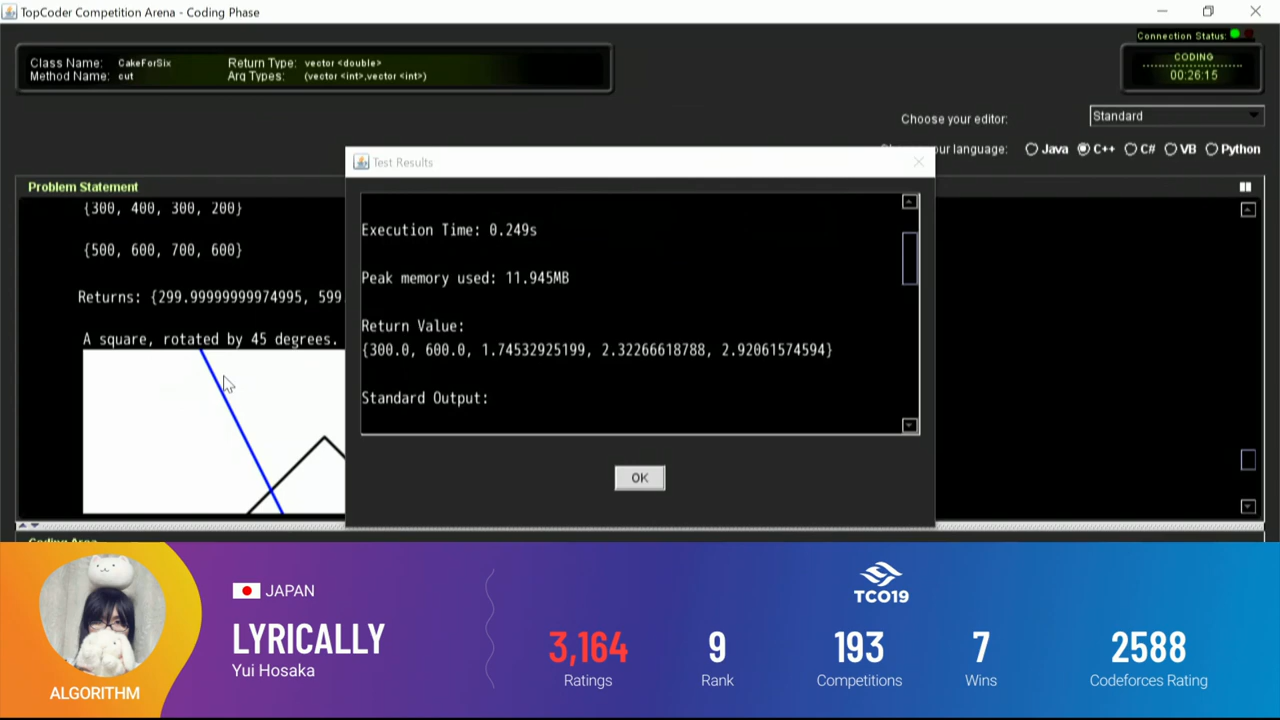 TopCoder Competition Arena - Coding Phase
Connection Status:
Class Name: CakeForSix Return Type: vector <double>
Method Name: cut Arg Types: (vector <int>,vector <int>)
CODING
00:26:15
Choose your editor: Standard
your language: Java C++ C# VB Python
Test Results
Problem Statement
{300, 400, 300, 200}
{500, 600, 700, 600}
Returns: {299.99999999974995, 599.
A square, rotated by 45 degrees.
Execution Time: 0.249s
Peak memory used: 11.945MB
Return Value:
{300.0, 600.0, 1.74532925199, 2.32266618788, 2.92061574594}
Standard Output:
OK
Coding Area
JAPAN
LYRICALLY
Yui Hosaka
ALGORITHM
TCO19
3,164
Ratings
9
Rank
193
Competitions
7
Wins
2588
Codeforces Rating